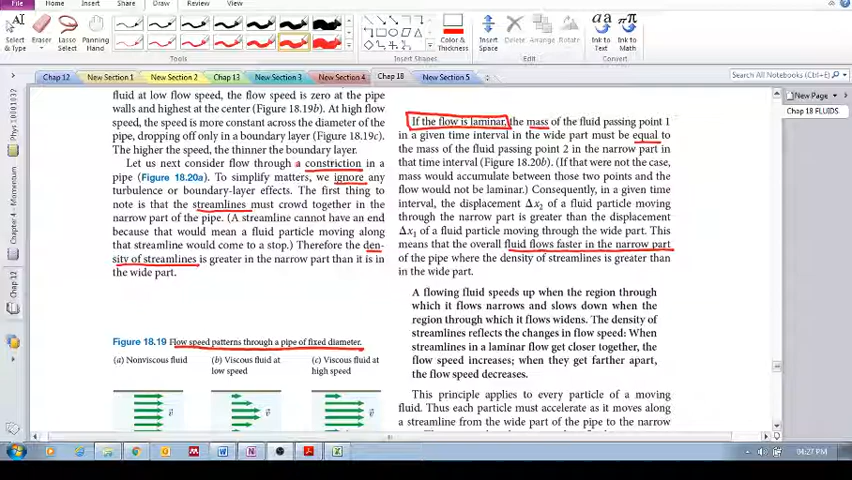 File
Home
Insert
Share
Draw
Review
View
Select & Type
Eraser
Lasso Select
Panning Hand
Tools
Insert Shapes
Color & Thickness
Insert Space
Delete
Arrange
Rotate
Edit
Ink to Text
Ink to Math
Convert
Chap 12
New Section 1
New Section 2
Chap 13
New Section 3
New Section 4
Chap 18
New Section 5
Search All Notebooks (Ctrl+E)
New Page
Chap 18 FLUIDS
Phys 10001037
Chapter 4 - Momentum
Chap 12
fluid at low flow speed, the flow speed is zero at the pipe
walls and highest at the center (Figure 18.19b). At high flow
speed, the speed is more constant across the diameter of the
pipe, dropping off only in a boundary layer (Figure 18.19c).
The higher the speed, the thinner the boundary layer.
Let us next consider flow through a constriction in a
pipe (Figure 18.20a). To simplify matters, we ignore any
turbulence or boundary-layer effects. The first thing to
note is that the streamlines must crowd together in the
narrow part of the pipe. (A streamline cannot have an end
because that would mean a fluid particle moving along
that streamline would come to a stop.) Therefore the den-
sity of streamlines is greater in the narrow part than it is in
the wide part.
Figure 18.19 Flow speed patterns through a pipe of fixed diameter.
(a) Nonviscous fluid
(b) Viscous fluid at low speed
(c) Viscous fluid at high speed
v
v
v
If the flow is laminar, the mass of the fluid passing point 1
in a given time interval in the wide part must be equal to
the mass of the fluid passing point 2 in the narrow part in
that time interval (Figure 18.20b). (If that were not the case,
mass would accumulate between those two points and the
flow would not be laminar.) Consequently, in a given time
interval, the displacement Δx₂ of a fluid particle moving
through the narrow part is greater than the displacement
Δx₁ of a fluid particle moving through the wide part. This
means that the overall fluid flows faster in the narrow part
of the pipe where the density of streamlines is greater than
in the wide part.
A flowing fluid speeds up when the region through
which it flows narrows and slows down when the
region through which it flows widens. The density of
streamlines reflects the changes in flow speed: When
streamlines in a laminar flow get closer together, the
flow speed increases; when they get farther apart,
the flow speed decreases.
This principle applies to every particle of a moving
fluid. Thus each particle must accelerate as it moves along
a streamline from the wide part of the pipe to the narrow
04:27 PM